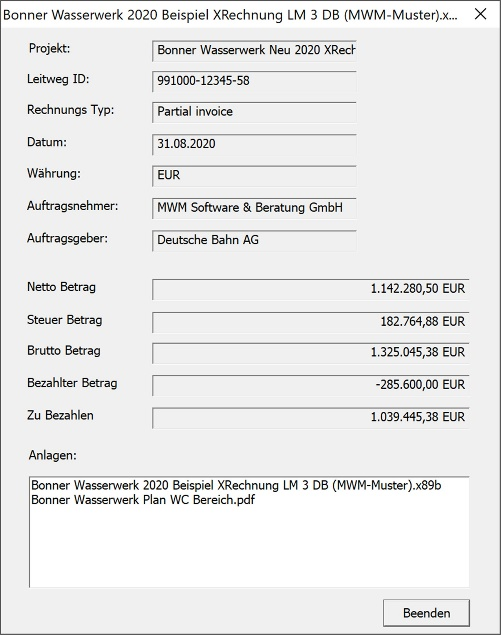 Bonner Wasserwerk 2020 Beispiel XRechnung LM 3 DB (MWM-Muster).x...
Projekt: Bonner Wasserwerk Neu 2020 XRech
Leitweg ID: 991000-12345-58
Rechnungs Typ: Partial invoice
Datum: 31.08.2020
Währung: EUR
Auftragsnehmer: MWM Software & Beratung GmbH
Auftragsgeber: Deutsche Bahn AG
Netto Betrag 1.142.280,50 EUR
Steuer Betrag 182.764,88 EUR
Brutto Betrag 1.325.045,38 EUR
Bezahlter Betrag -285.600,00 EUR
Zu Bezahlen 1.039.445,38 EUR
Anlagen:
Bonner Wasserwerk 2020 Beispiel XRechnung LM 3 DB (MWM-Muster).x89b
Bonner Wasserwerk Plan WC Bereich.pdf
Beenden